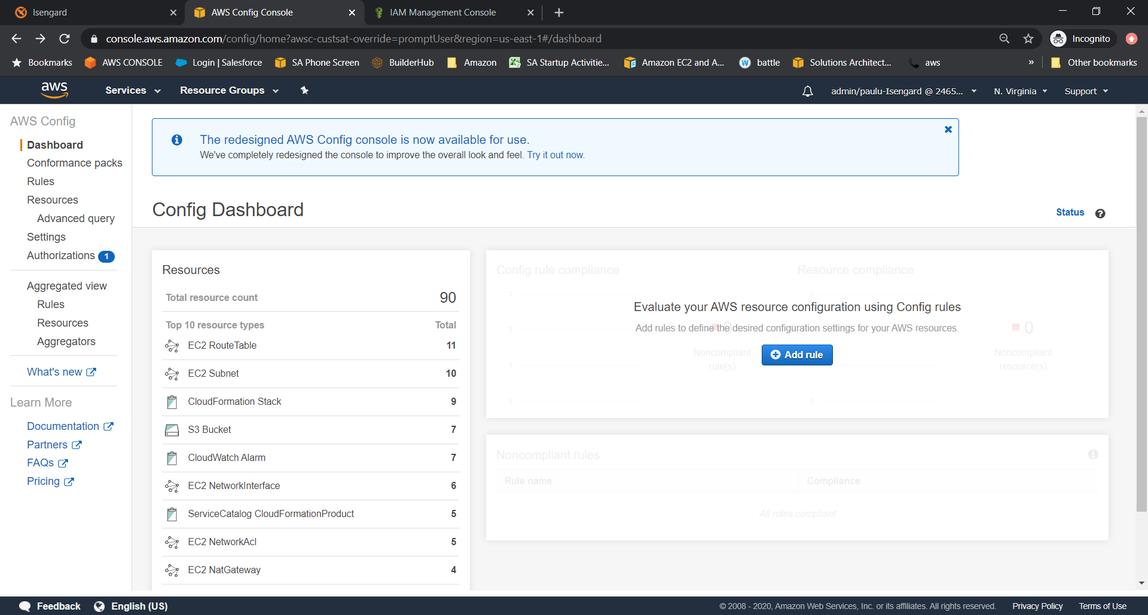 Isengard
AWS Config Console
IAM Management Console
console.aws.amazon.com/config/home?awsc-custsat-override=promptUser&region=us-east-1#/dashboard
Incognito
Bookmarks
AWS CONSOLE
Login | Salesforce
SA Phone Screen
BuilderHub
Amazon
SA Startup Activitie...
Amazon EC2 and A...
battle
Solutions Architect...
aws
»
Other bookmarks
aws
Services
Resource Groups
admin/paulu-Isengard @ 2465...
N. Virginia
Support
AWS Config
Dashboard
Conformance packs
Rules
Resources
Advanced query
Settings
Authorizations 1
Aggregated view
Rules
Resources
Aggregators
What's new
Learn More
Documentation
Partners
FAQs
Pricing
The redesigned AWS Config console is now available for use.
We've completely redesigned the console to improve the overall look and feel. Try it out now.
Config Dashboard
Status
Resources
Total resource count 90
Top 10 resource types Total
EC2 RouteTable 11
EC2 Subnet 10
CloudFormation Stack 9
S3 Bucket 7
CloudWatch Alarm 7
EC2 NetworkInterface 6
ServiceCatalog CloudFormationProduct 5
EC2 NetworkAcl 5
EC2 NatGateway 4
Config rule compliance
Resource compliance
Evaluate your AWS resource configuration using Config rules
Add rules to define the desired configuration settings for your AWS resources.
0
Noncompliant
rule(s)
Add rule
Noncompliant
resource(s)
Noncompliant rules
Rule name
Compliance
All rules compliant
Feedback
English (US)
© 2008 - 2020, Amazon Web Services, Inc. or its affiliates. All rights reserved.
Privacy Policy
Terms of Use